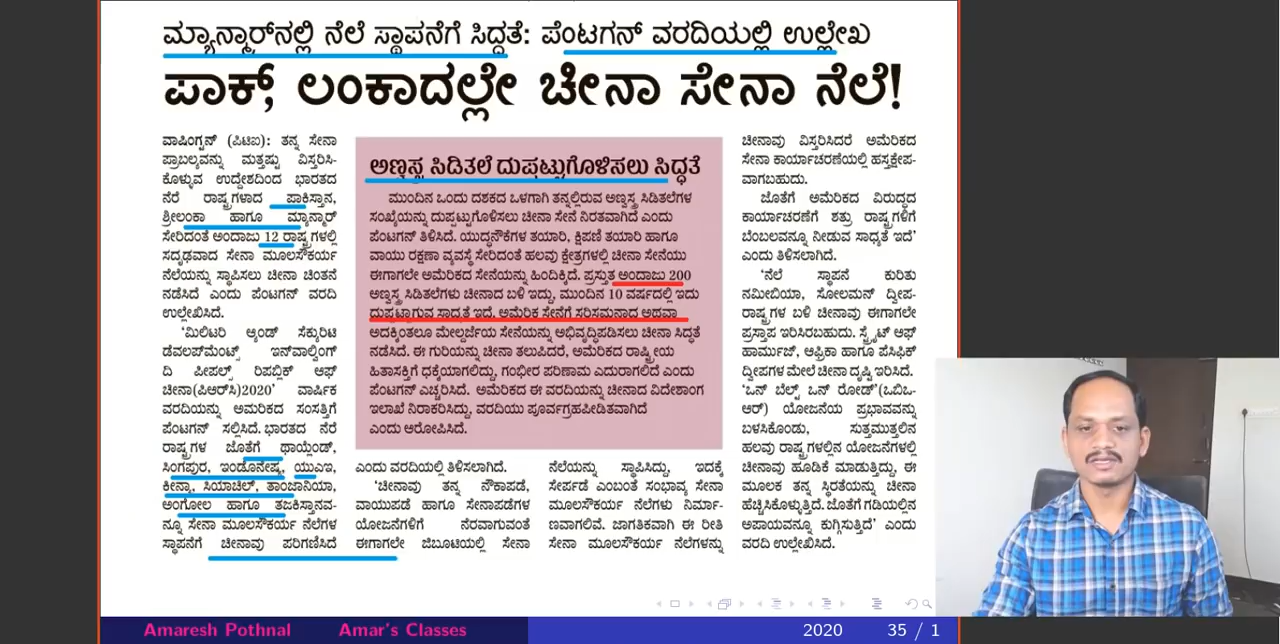 ಮ್ಯಾನ್ಮಾರ್‌ನಲ್ಲಿ ನೆಲೆ ಸ್ಥಾಪನೆಗೆ ಸಿದ್ಧತೆ: ಪೆಂಟಗನ್ ವರದಿಯಲ್ಲಿ ಉಲ್ಲೇಖ
ಪಾಕ್, ಲಂಕಾದಲ್ಲೇ ಚೀನಾ ಸೇನಾ ನೆಲೆ!
ವಾಷಿಂಗ್ಟನ್ (ಪಿಟಿಐ): ತನ್ನ ಸೇನಾ
ಪ್ರಾಬಲ್ಯವನ್ನು ಮತ್ತಷ್ಟು ವಿಸ್ತರಿಸಿ-
ಕೊಳ್ಳುವ ಉದ್ದೇಶದಿಂದ ಭಾರತದ
ನೆರೆ ರಾಷ್ಟ್ರಗಳಾದ ಪಾಕಿಸ್ತಾನ,
ಶ್ರೀಲಂಕಾ ಹಾಗೂ ಮ್ಯಾನ್ಮಾರ್
ಸೇರಿದಂತೆ ಅಂದಾಜು 12 ರಾಷ್ಟ್ರಗಳಲ್ಲಿ
ಸದೃಢವಾದ ಸೇನಾ ಮೂಲಸೌಕರ್ಯ
ನೆಲೆಯನ್ನು ಸ್ಥಾಪಿಸಲು ಚೀನಾ ಚಿಂತನೆ
ನಡೆಸಿದೆ ಎಂದು ಪೆಂಟಗನ್ ವರದಿ
ಉಲ್ಲೇಖಿಸಿದೆ.
‘ಮಿಲಿಟರಿ ಆ್ಯಂಡ್ ಸೆಕ್ಯುರಿಟಿ
ಡೆವಲಪ್‌ಮೆಂಟ್ಸ್ ಇನ್‌ವಾಲ್ವಿಂಗ್
ದಿ ಪೀಪಲ್ಸ್ ರಿಪಬ್ಲಿಕ್ ಆಫ್
ಚೀನಾ(ಪಿಆರ್‌ಸಿ)2020’ ವಾರ್ಷಿಕ
ವರದಿಯನ್ನು ಅಮರಿಕದ ಸಂಸತ್ತಿಗೆ
ಪೆಂಟಗನ್ ಸಲ್ಲಿಸಿದೆ. ಭಾರತದ ನೆರೆ
ರಾಷ್ಟ್ರಗಳ ಜೊತೆಗೆ ಥಾಯ್ಲೆಂಡ್,
ಸಿಂಗಪುರ, ಇಂಡೊನೇಷ್ಯ, ಯುಎಇ,
ಕೀನ್ಯಾ, ಸಿಯಾಚಿಲ್, ತಾಂಜಾನಿಯಾ,
ಅಂಗೋಲ ಹಾಗೂ ತಜಕಿಸ್ತಾನವ-
ನ್ನೂ ಸೇನಾ ಮೂಲಸೌಕರ್ಯ ನೆಲೆಗಳ
ಸ್ಥಾಪನೆಗೆ ಚೀನಾವು ಪರಿಗಣಿಸಿದೆ
ಅಣ್ವಸ್ತ್ರ ಸಿಡಿತಲೆ ದುಪ್ಪಟ್ಟುಗೊಳಿಸಲು ಸಿದ್ಧತೆ
ಮುಂದಿನ ಒಂದು ದಶಕದ ಒಳಗಾಗಿ ತನ್ನಲ್ಲಿರುವ ಅಣ್ವಸ್ತ್ರ ಸಿಡಿತಲೆಗಳ
ಸಂಖ್ಯೆಯನ್ನು ದುಪ್ಪಟ್ಟುಗೊಳಿಸಲು ಚೀನಾ ಸೇನೆ ನಿರತವಾಗಿದೆ ಎಂದು
ಪೆಂಟಗನ್ ತಿಳಿಸಿದೆ. ಯುದ್ಧನೌಕೆಗಳ ತಯಾರಿ, ಕ್ಷಿಪಣಿ ತಯಾರಿ ಹಾಗೂ
ವಾಯು ರಕ್ಷಣಾ ವ್ಯವಸ್ಥೆ ಸೇರಿದಂತೆ ಹಲವು ಕ್ಷೇತ್ರಗಳಲ್ಲಿ ಚೀನಾ ಸೇನೆಯು
ಈಗಾಗಲೇ ಅಮೆರಿಕದ ಸೇನೆಯನ್ನು ಹಿಂದಿಕ್ಕಿದೆ. ಪ್ರಸ್ತುತ ಅಂದಾಜು 200
ಅಣ್ವಸ್ತ್ರ ಸಿಡಿತಲೆಗಳು ಚೀನಾದ ಬಳಿ ಇದ್ದು, ಮುಂದಿನ 10 ವರ್ಷದಲ್ಲಿ ಇದು
ದುಪ್ಪಟ್ಟಾಗುವ ಸಾಧ್ಯತೆ ಇದೆ. ಅಮೆರಿಕ ಸೇನೆಗೆ ಸರಿಸಮನಾದ ಅಥವಾ
ಅದಕ್ಕಿಂತಲೂ ಮೇಲ್ದರ್ಜೆಯ ಸೇನೆಯನ್ನು ಅಭಿವೃದ್ಧಿಪಡಿಸಲು ಚೀನಾ ಸಿದ್ಧತೆ
ನಡೆಸಿದೆ. ಈ ಗುರಿಯನ್ನು ಚೀನಾ ತಲುಪಿದರೆ, ಅಮೆರಿಕದ ರಾಷ್ಟ್ರೀಯ
ಹಿತಾಸಕ್ತಿಗೆ ಧಕ್ಕೆಯಾಗಲಿದ್ದು, ಗಂಭೀರ ಪರಿಣಾಮ ಎದುರಾಗಲಿದೆ ಎಂದು
ಪೆಂಟಗನ್ ಎಚ್ಚರಿಸಿದೆ. ಅಮೆರಿಕದ ಈ ವರದಿಯನ್ನು ಚೀನಾದ ವಿದೇಶಾಂಗ
ಇಲಾಖೆ ನಿರಾಕರಿಸಿದ್ದು, ವರದಿಯು ಪೂರ್ವಗ್ರಹಪೀಡಿತವಾಗಿದೆ
ಎಂದು ಆರೋಪಿಸಿದೆ.
ಎಂದು ವರದಿಯಲ್ಲಿ ತಿಳಿಸಲಾಗಿದೆ.
‘ಚೀನಾವು ತನ್ನ ನೌಕಾಪಡೆ,
ವಾಯುಪಡೆ ಹಾಗೂ ಸೇನಾಪಡೆಗಳ
ಯೋಜನೆಗಳಿಗೆ ನೆರವಾಗುವಂತೆ
ಈಗಾಗಲೇ ಜಿಬೂಟಿಯಲ್ಲಿ ಸೇನಾ
ನೆಲೆಯನ್ನು ಸ್ಥಾಪಿಸಿದ್ದು, ಇದಕ್ಕೆ
ಸೇರ್ಪಡೆ ಎಂಬಂತೆ ಸಂಭಾವ್ಯ ಸೇನಾ
ಮೂಲಸೌಕರ್ಯ ನೆಲೆಗಳು ನಿರ್ಮಾ-
ಣವಾಗಲಿವೆ. ಜಾಗತಿಕವಾಗಿ ಈ ರೀತಿ
ಸೇನಾ ಮೂಲಸೌಕರ್ಯ ನೆಲೆಗಳನ್ನು
ಚೀನಾವು ವಿಸ್ತರಿಸಿದರೆ ಅಮೆರಿಕದ
ಸೇನಾ ಕಾರ್ಯಾಚರಣೆಯಲ್ಲಿ ಹಸ್ತಕ್ಷೇಪ-
ವಾಗಬಹುದು.
ಜೊತೆಗೆ ಅಮೆರಿಕದ ವಿರುದ್ಧದ
ಕಾರ್ಯಾಚರಣೆಗೆ ಶತ್ರು ರಾಷ್ಟ್ರಗಳಿಗೆ
ಬೆಂಬಲವನ್ನೂ ನೀಡುವ ಸಾಧ್ಯತೆ ಇದೆ’
ಎಂದು ತಿಳಿಸಲಾಗಿದೆ.
‘ನೆಲೆ ಸ್ಥಾಪನೆ ಕುರಿತು
ನಮೀಬಿಯಾ, ಸೋಲಮನ್ ದ್ವೀಪ-
ರಾಷ್ಟ್ರಗಳ ಬಳಿ ಚೀನಾವು ಈಗಾಗಲೇ
ಪ್ರಸ್ತಾಪ ಇರಿಸಿರಬಹುದು. ಸ್ಟ್ರೈಟ್ ಆಫ್
ಹಾರ್ಮುಜ್, ಆಫ್ರಿಕಾ ಹಾಗೂ ಪೆಸಿಫಿಕ್
ದ್ವೀಪಗಳ ಮೇಲೆ ಚೀನಾ ದೃಷ್ಟಿ ಇರಿಸಿದೆ.
‘ಒನ್ ಬೆಲ್ಟ್ ಒನ್ ರೋಡ್’(ಒಬಿಒ-
ಆರ್) ಯೋಜನೆಯ ಪ್ರಭಾವವನ್ನು
ಬಳಸಿಕೊಂಡು, ಸುತ್ತಮುತ್ತಲಿನ
ಹಲವು ರಾಷ್ಟ್ರಗಳಲ್ಲಿನ ಯೋಜನೆಗಳಲ್ಲಿ
ಚೀನಾವು ಹೂಡಿಕೆ ಮಾಡುತ್ತಿದ್ದು, ಈ
ಮೂಲಕ ತನ್ನ ಸ್ಥಿರತೆಯನ್ನು ಚೀನಾ
ಹೆಚ್ಚಿಸಿಕೊಳ್ಳುತ್ತಿದೆ. ಜೊತೆಗೆ ಗಡಿಯಲ್ಲಿನ
ಅಪಾಯವನ್ನೂ ಕುಗ್ಗಿಸುತ್ತಿದೆ’ ಎಂದು
ವರದಿ ಉಲ್ಲೇಖಿಸಿದೆ.
Amaresh Pothnal Amar's Classes 2020 35 / 1